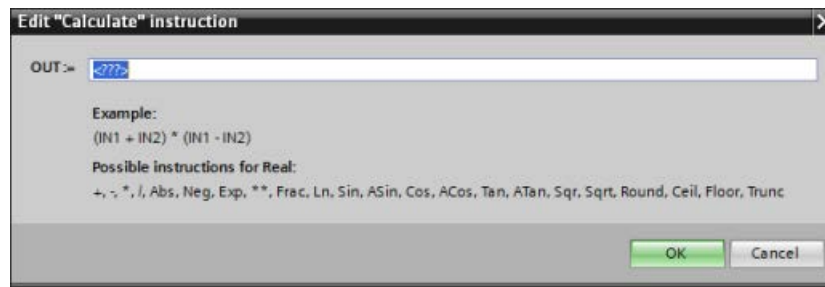 Edit "Calculate" instruction
OUT:= <???>
Example:
(IN1 + IN2) * (IN1 - IN2)
Possible instructions for Real:
+, -, *, /, Abs, Neg, Exp, **, Frac, Ln, Sin, ASin, Cos, ACos, Tan, ATan, Sqr, Sqrt, Round, Ceil, Floor, Trunc
OK Cancel